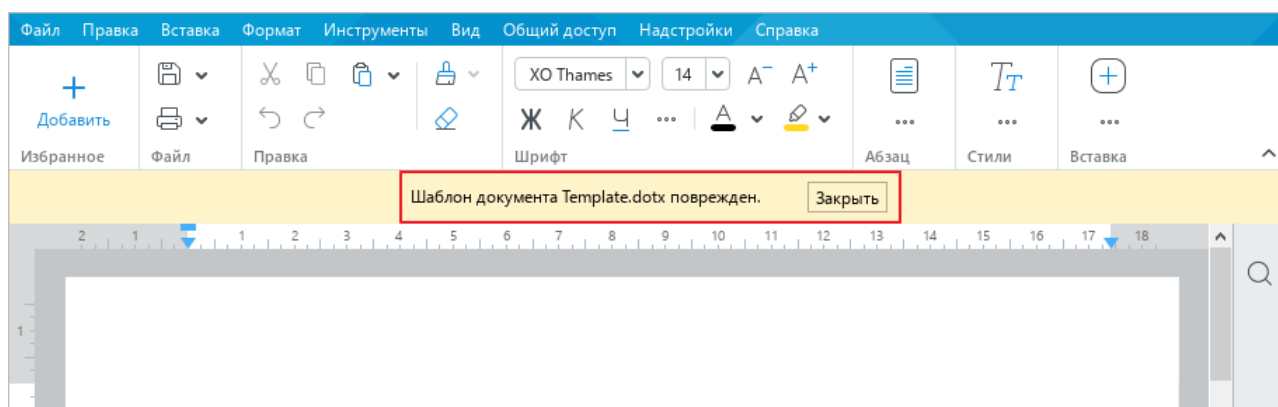 Файл Правка Вставка Формат Инструменты Вид Общий доступ Надстройки Справка
XO Thames 14 A A Tт
Добавить Ж К Ч A
Избранное Файл Правка Шрифт Абзац Стили Вставка
Шаблон документа Template.dotx поврежден. Закрыть
2 1 1 2 3 4 5 6 7 8 9 10 11 12 13 14 15 16 17 18
1